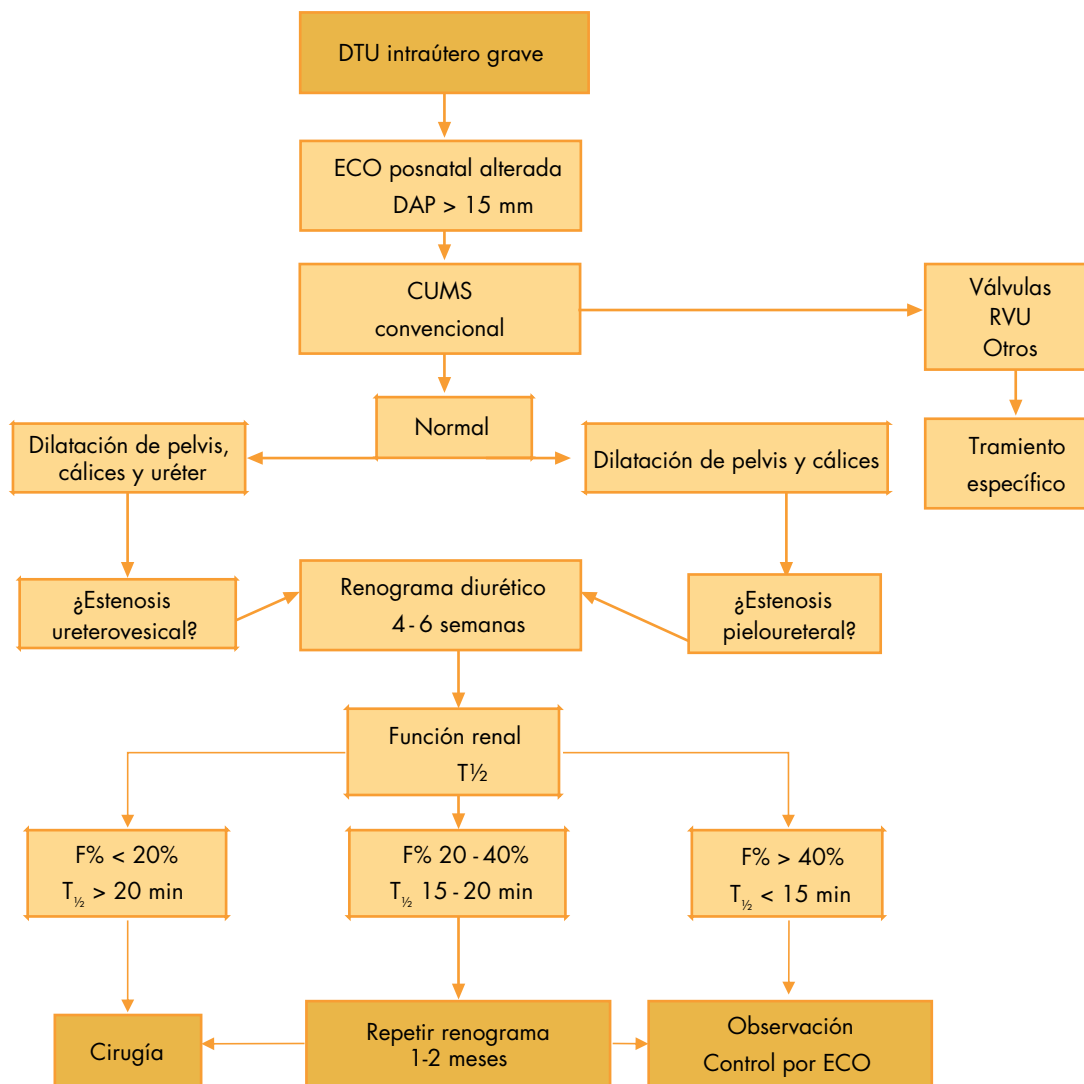 DTU intraútero grave
ECO posnatal alterada
DAP > 15 mm
CUMS
convencional
Válvulas
RVU
Otros
Normal
Dilatación de pelvis,
cálices y uréter
Dilatación de pelvis y cálices
Tramiento
específico
¿Estenosis
ureterovesical?
Renograma diurético
4-6 semanas
¿Estenosis
pieloureteral?
Función renal
T½
F% < 20%
T½ > 20 min
F% 20-40%
T½ 15-20 min
F% > 40%
T½ < 15 min
Cirugía
Repetir renograma
1-2 meses
Observación
Control por ECO